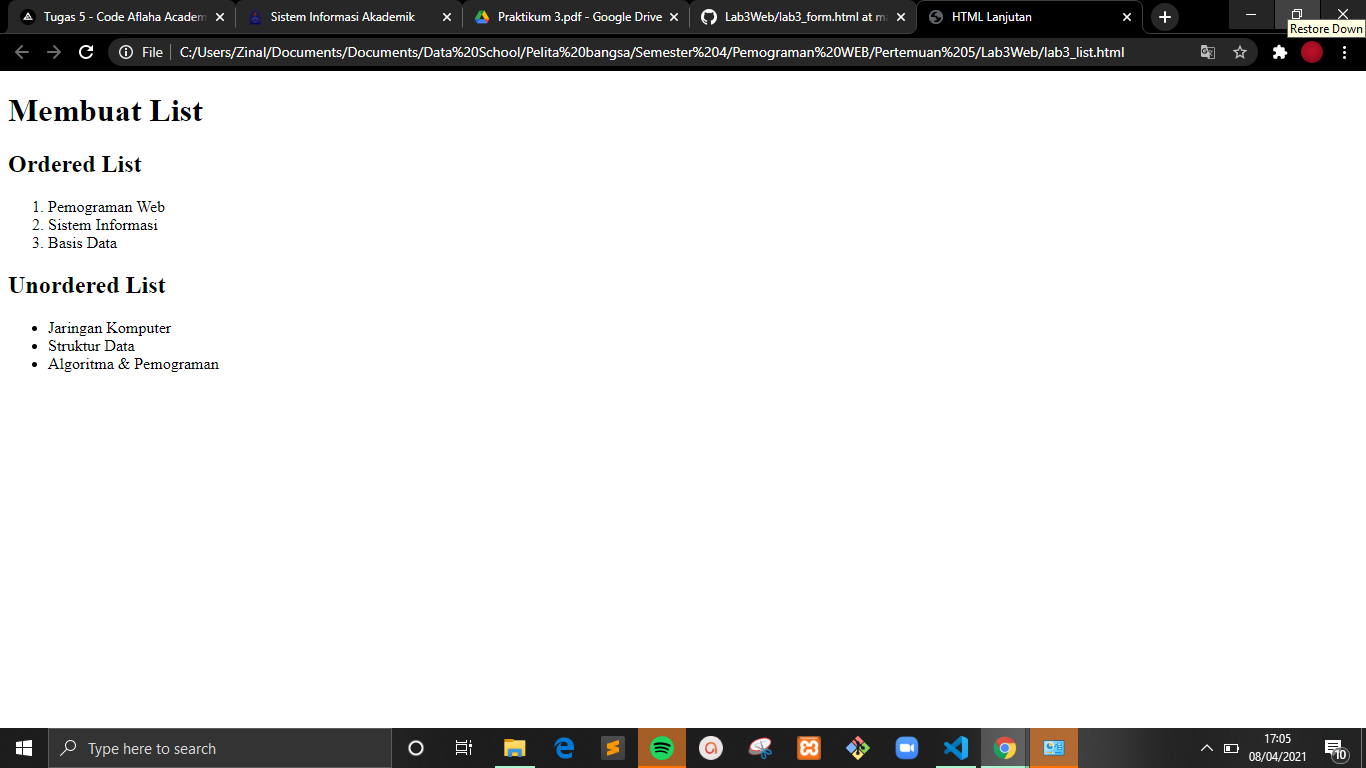 Tugas 5 - Code Aflaha Academ
Sistem Informasi Akademik
Praktikum 3.pdf - Google Drive
Lab3Web/lab3_form.html at ma
HTML Lanjutan
Restore Down
File
C:/Users/Zinal/Documents/Documents/Data%20School/Pelita%20bangsa/Semester%204/Pemograman%20WEB/Pertemuan%205/Lab3Web/lab3_list.html
Membuat List
Ordered List
1. Pemograman Web
2. Sistem Informasi
3. Basis Data
Unordered List
• Jaringan Komputer
• Struktur Data
• Algoritma & Pemograman
Type here to search
17:05
08/04/2021
10